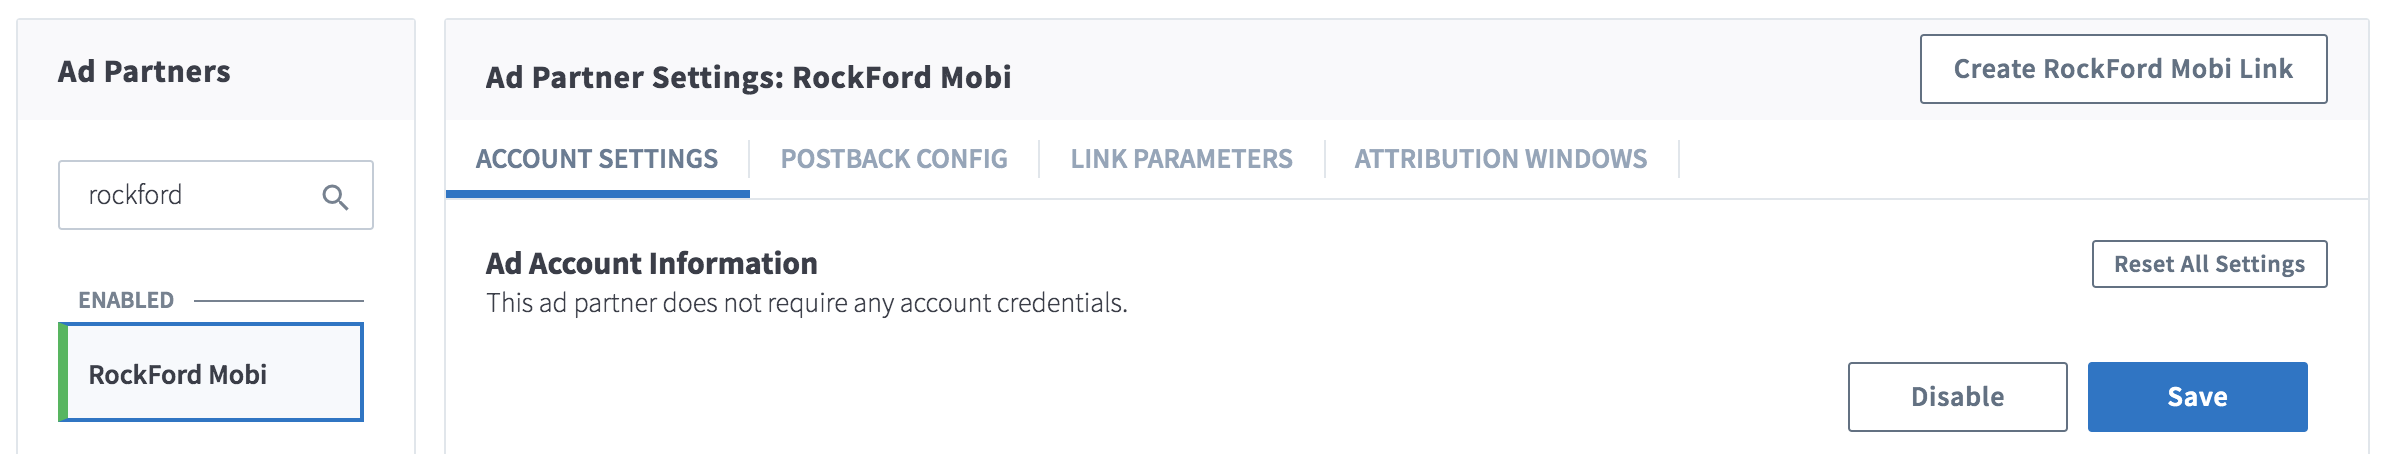 Ad Partners
rockford
ENABLED
RockFord Mobi
Ad Partner Settings: RockFord Mobi
Create RockFord Mobi Link
ACCOUNT SETTINGS
POSTBACK CONFIG
LINK PARAMETERS
ATTRIBUTION WINDOWS
Ad Account Information
Reset All Settings
This ad partner does not require any account credentials.
Disable
Save